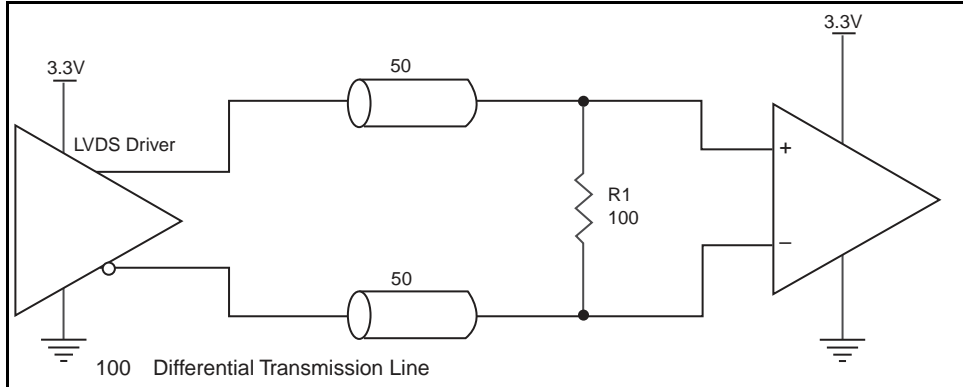 3.3V
3.3V
50
LVDS Driver
+
R1
100
–
50
100 Differential Transmission Line